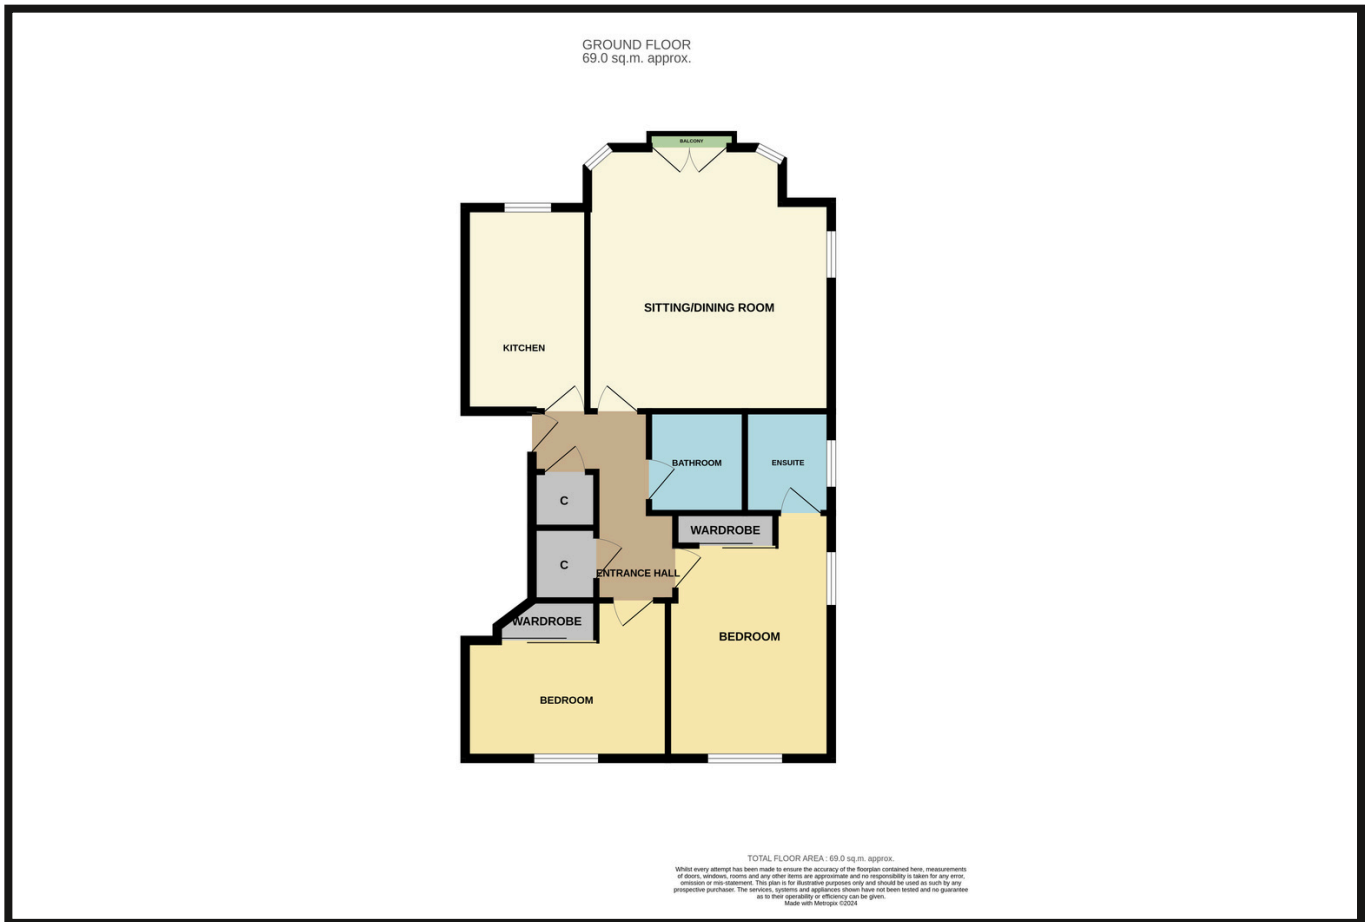 GROUND FLOOR
69.0 sq.m. approx.
BALCONY
SITTING/DINING ROOM
KITCHEN
BATHROOM
ENSUITE
C
WARDROBE
C
ENTRANCE HALL
WARDROBE
BEDROOM
BEDROOM
TOTAL FLOOR AREA : 69.0 sq.m. approx.
Whilst every attempt has been made to ensure the accuracy of the floorplan contained here, measurements
of doors, windows, rooms and any other items are approximate and no responsibility is taken for any error,
omission or mis-statement. This plan is for illustrative purposes only and should be used as such by any
prospective purchaser. The services, systems and appliances shown have not been tested and no guarantee
as to their operability or efficiency can be given.
Made with Metropix ©2024